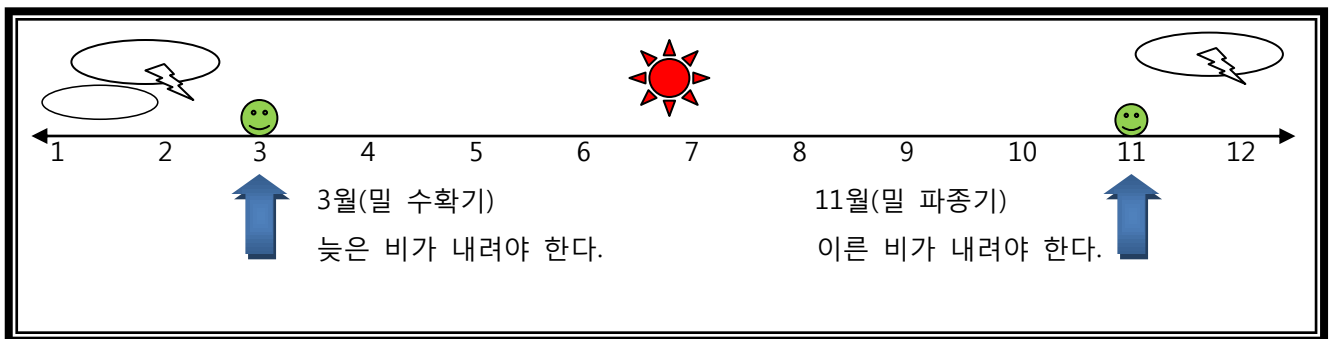 1 2 3 4 5 6 7 8 9 10 11 12
3월(밀 수확기) 11월(밀 파종기)
늦은 비가 내려야 한다. 이른 비가 내려야 한다.